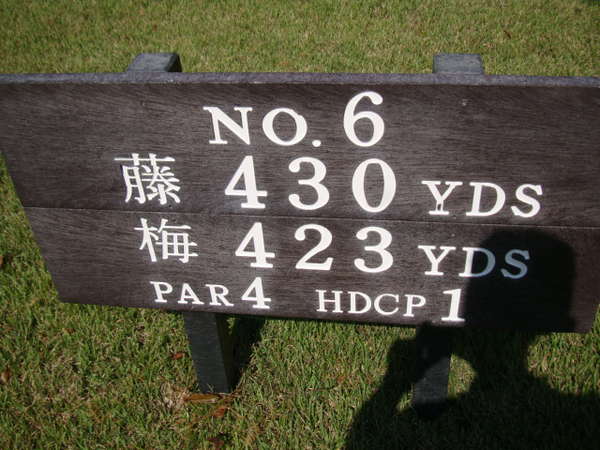 NO. 6
藤 430 YDS
梅 423 YDS
PAR 4 HDCP 1